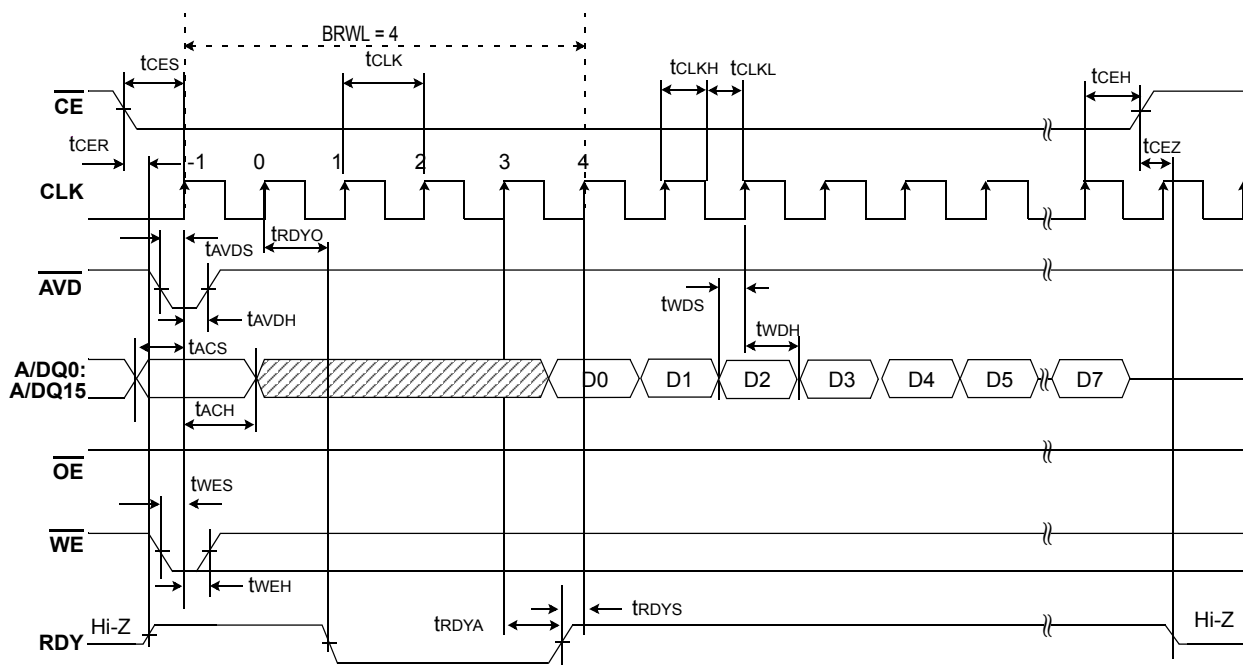 BRWL = 4
tCES
tCLK
tCLKH
tCLKL
tCEH
CE
tCER
tCEZ
-1 0 1 2 3 4
CLK
tRDYO
tAVDS
AVD
tWDS
tAVDH
tWDH
tACS
A/DQ0:
A/DQ15
D0 D1 D2 D3 D4 D5 D7
tACH
OE
tWES
WE
tWEH
tRDYS
tRDYA
Hi-Z
RDY
Hi-Z